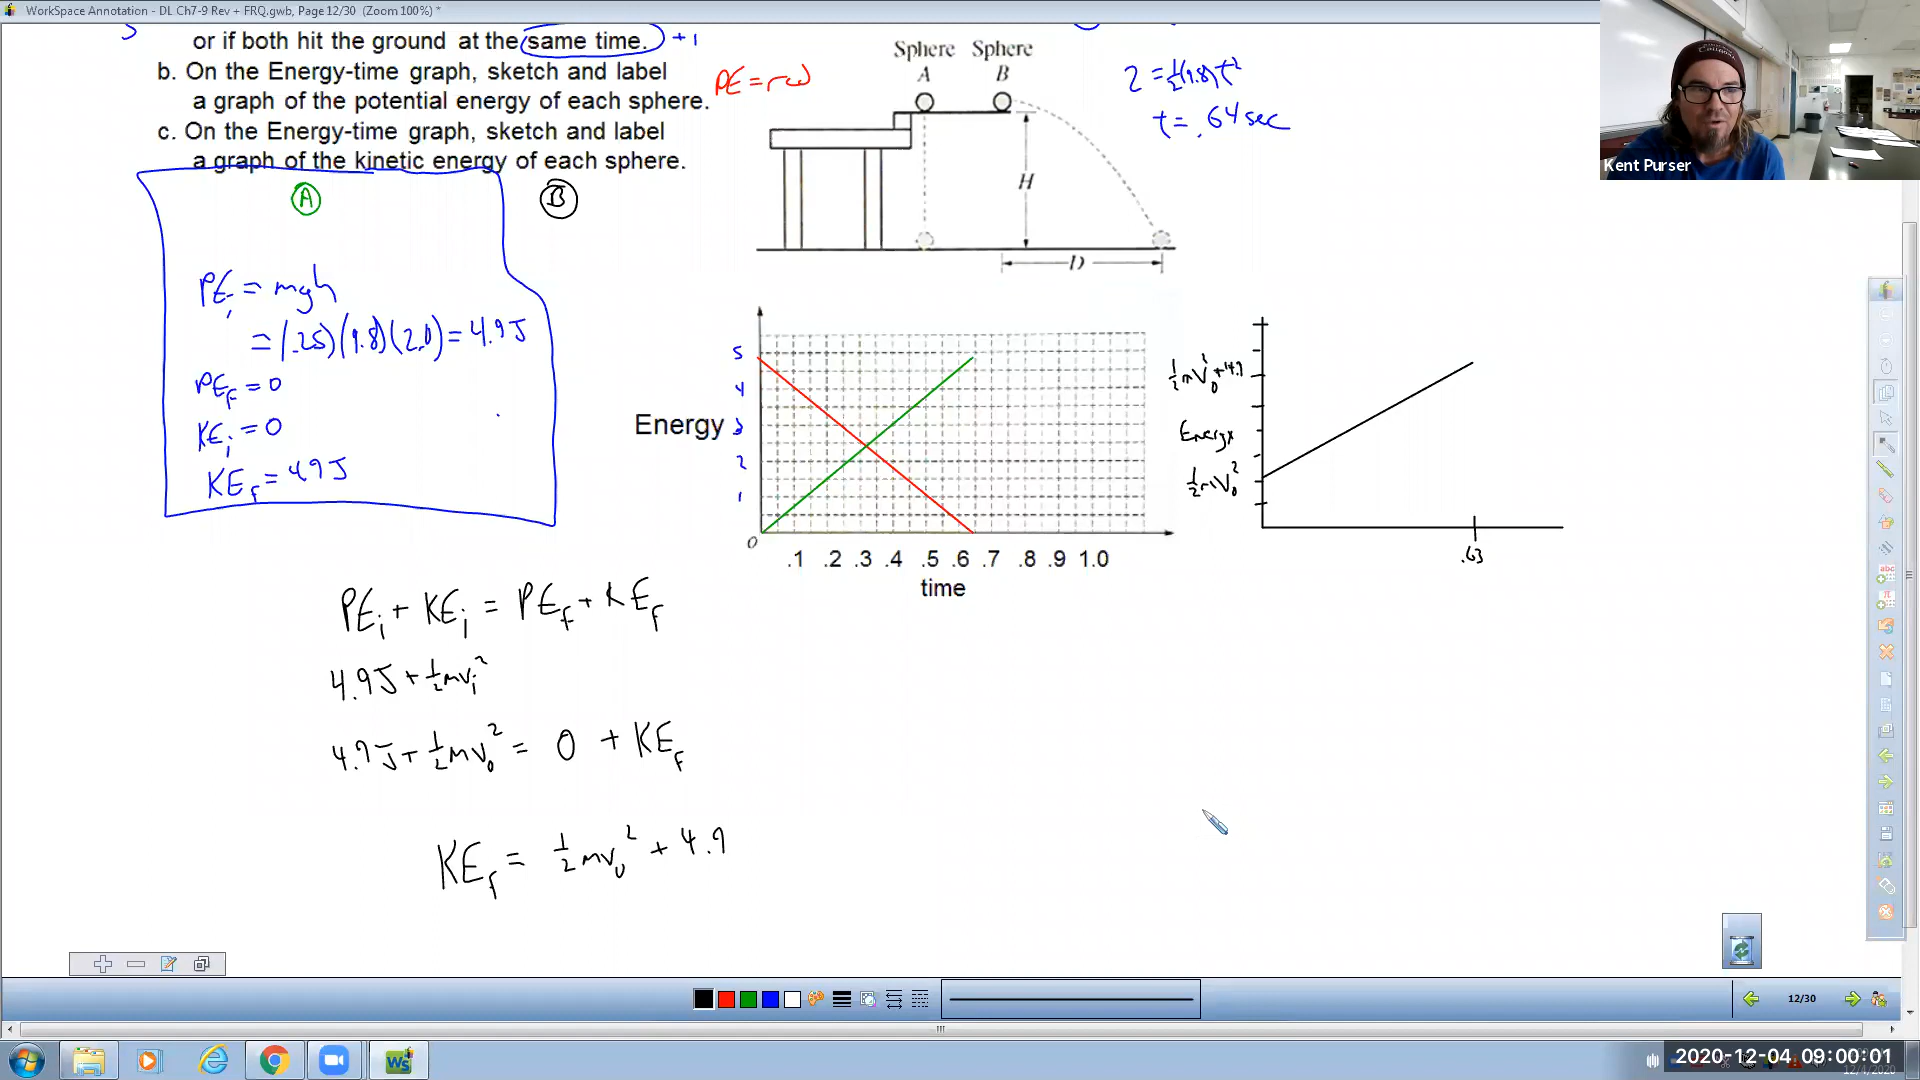 WorkSpace Annotation - DL Ch7-9 Rev + FRQ.gwb, Page 12/30 (Zoom 100%) *
or if both hit the ground at the same time. +1
b. On the Energy-time graph, sketch and label
a graph of the potential energy of each sphere.
c. On the Energy-time graph, sketch and label
a graph of the kinetic energy of each sphere.
PE = red
Sphere Sphere
A B
H
D
2 = ½(9.8)t²
t = .64 sec
Kent Purser
A
B
PEi = mgh
= (.25)(9.8)(2.0) = 4.9J
PEF = 0
KEi = 0
KEF = 4.9J
Energy
5
4
3
2
1
0
.1 .2 .3 .4 .5 .6 .7 .8 .9 1.0
time
½mv0² + 4.9
Energy
½mv0²
.63
PEi + KEi = PEf + KEf
4.9J + ½mvi²
4.9J + ½mv0² = 0 + KEf
KEf = ½mv0² + 4.9
abc
π
12/30
Ws
2020-12-04 09:00:01
12/4/2020